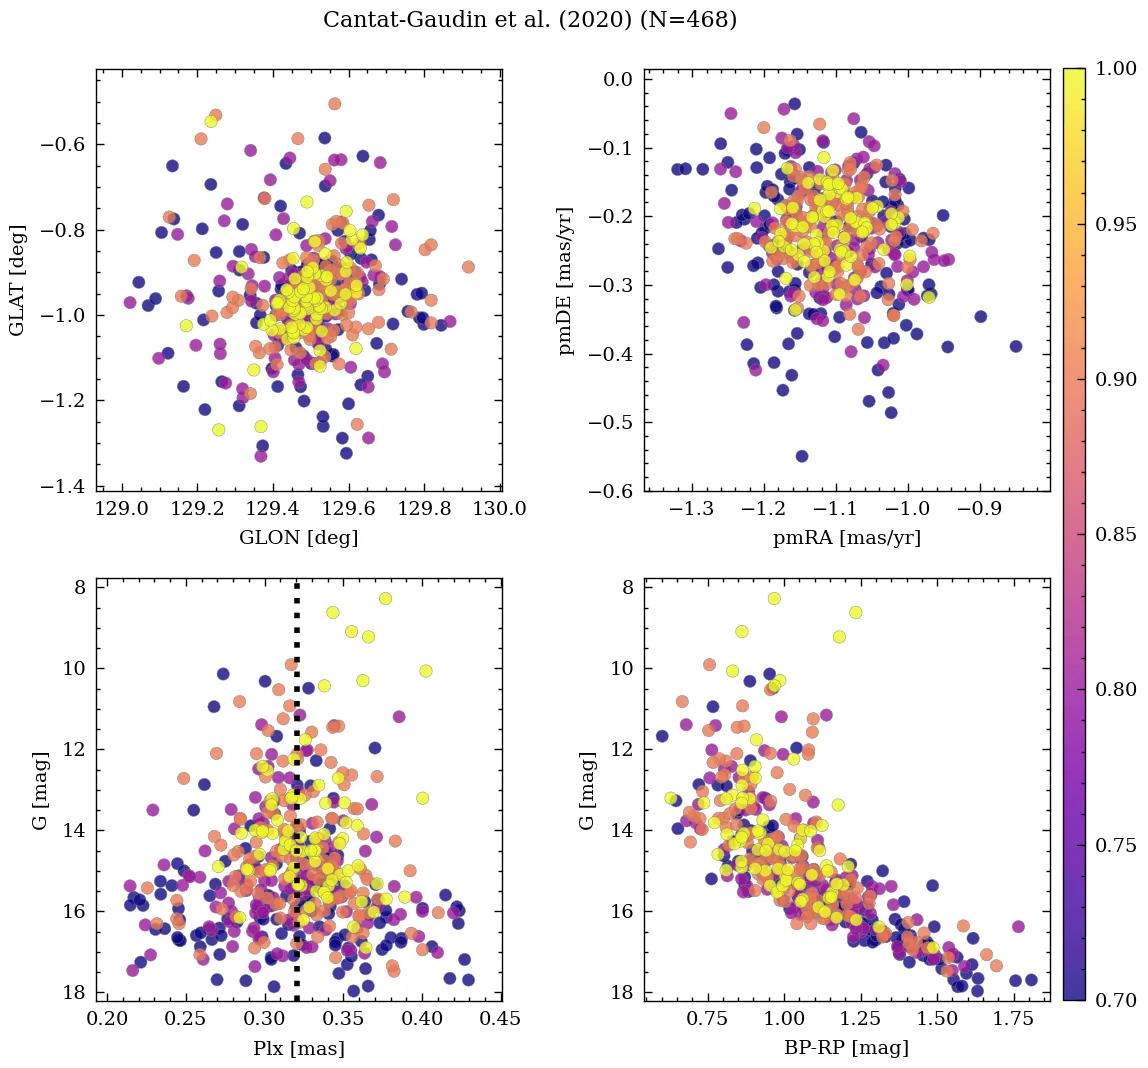 Cantat-Gaudin et al. (2020) (N=468)
−0.6
−0.8
−1.0
−1.2
−1.4
GLAT [deg]
129.0 129.2 129.4 129.6 129.8 130.0
GLON [deg]
0.0
−0.1
−0.2
−0.3
−0.4
−0.5
−0.6
pmDE [mas/yr]
−1.3 −1.2 −1.1 −1.0 −0.9
pmRA [mas/yr]
8
10
12
14
16
18
G [mag]
0.20 0.25 0.30 0.35 0.40 0.45
Plx [mas]
8
10
12
14
16
18
G [mag]
0.75 1.00 1.25 1.50 1.75
BP-RP [mag]
1.00
0.95
0.90
0.85
0.80
0.75
0.70